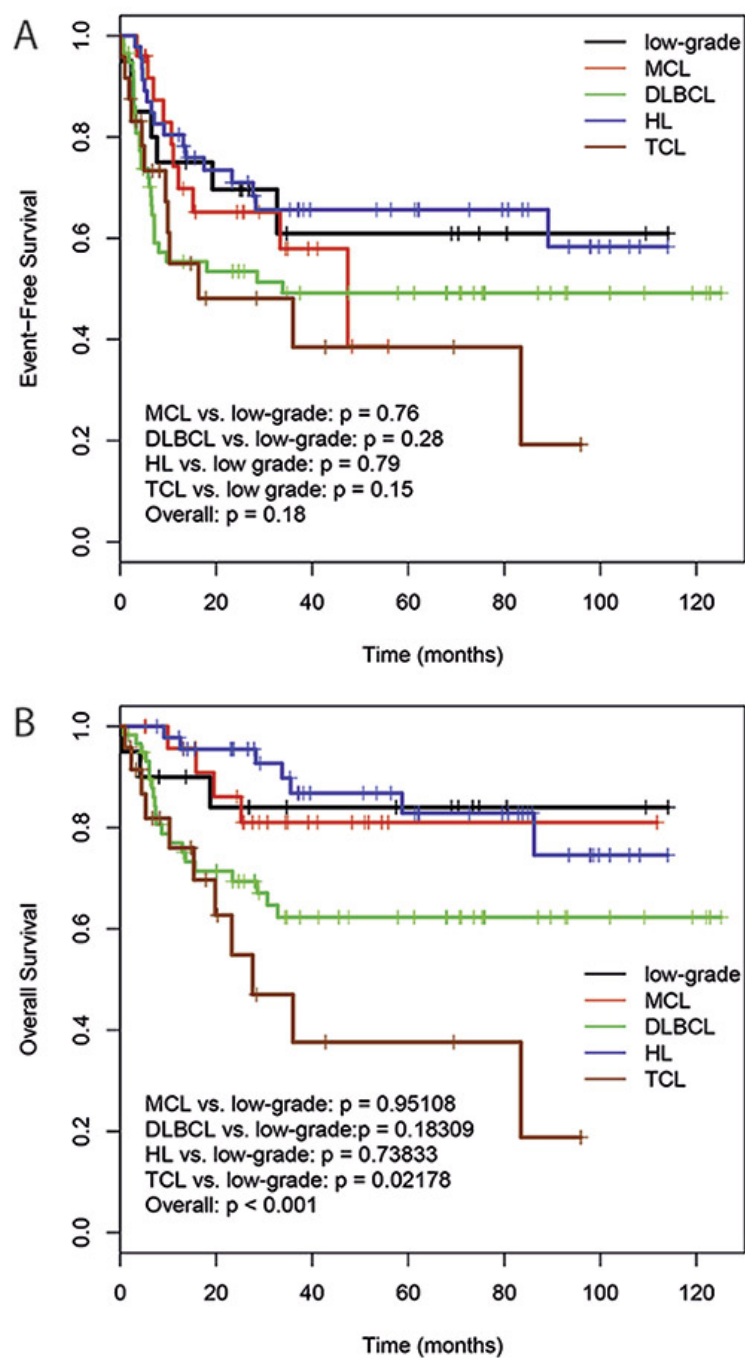 A
1.0
0.8
0.6
0.4
0.2
0.0
Event-Free Survival
low-grade
MCL
DLBCL
HL
TCL
MCL vs. low-grade: p = 0.76
DLBCL vs. low-grade: p = 0.28
HL vs. low grade: p = 0.79
TCL vs. low grade: p = 0.15
Overall: p = 0.18
0 20 40 60 80 100 120
Time (months)
B
1.0
0.8
0.6
0.4
0.2
0.0
Overall Survival
low-grade
MCL
DLBCL
HL
TCL
MCL vs. low-grade: p = 0.95108
DLBCL vs. low-grade:p = 0.18309
HL vs. low-grade: p = 0.73833
TCL vs. low-grade: p = 0.02178
Overall: p < 0.001
0 20 40 60 80 100 120
Time (months)